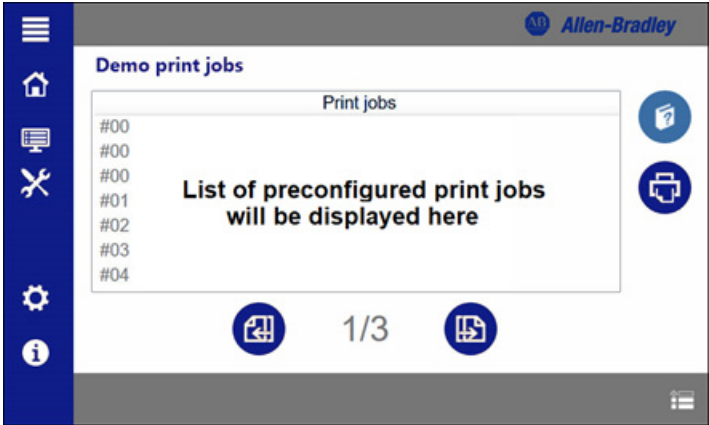 AB Allen-Bradley
Demo print jobs
Print jobs
#00
#00
#00
#01
#02
#03
#04
List of preconfigured print jobs
will be displayed here
1/3